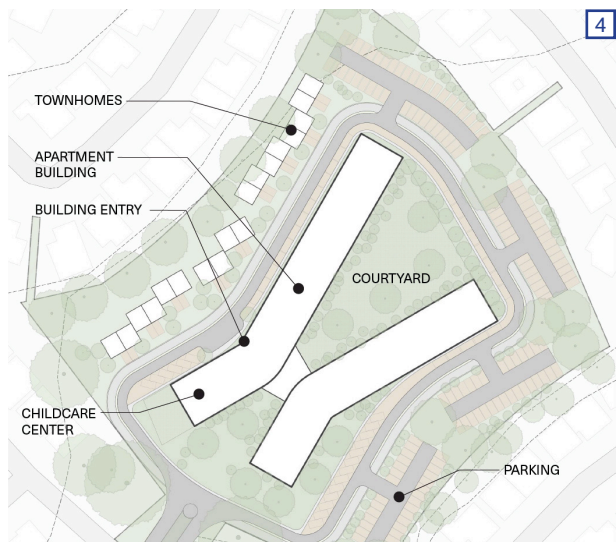 4
TOWNHOMES
APARTMENT
BUILDING
BUILDING ENTRY
COURTYARD
CHILDCARE
CENTER
PARKING